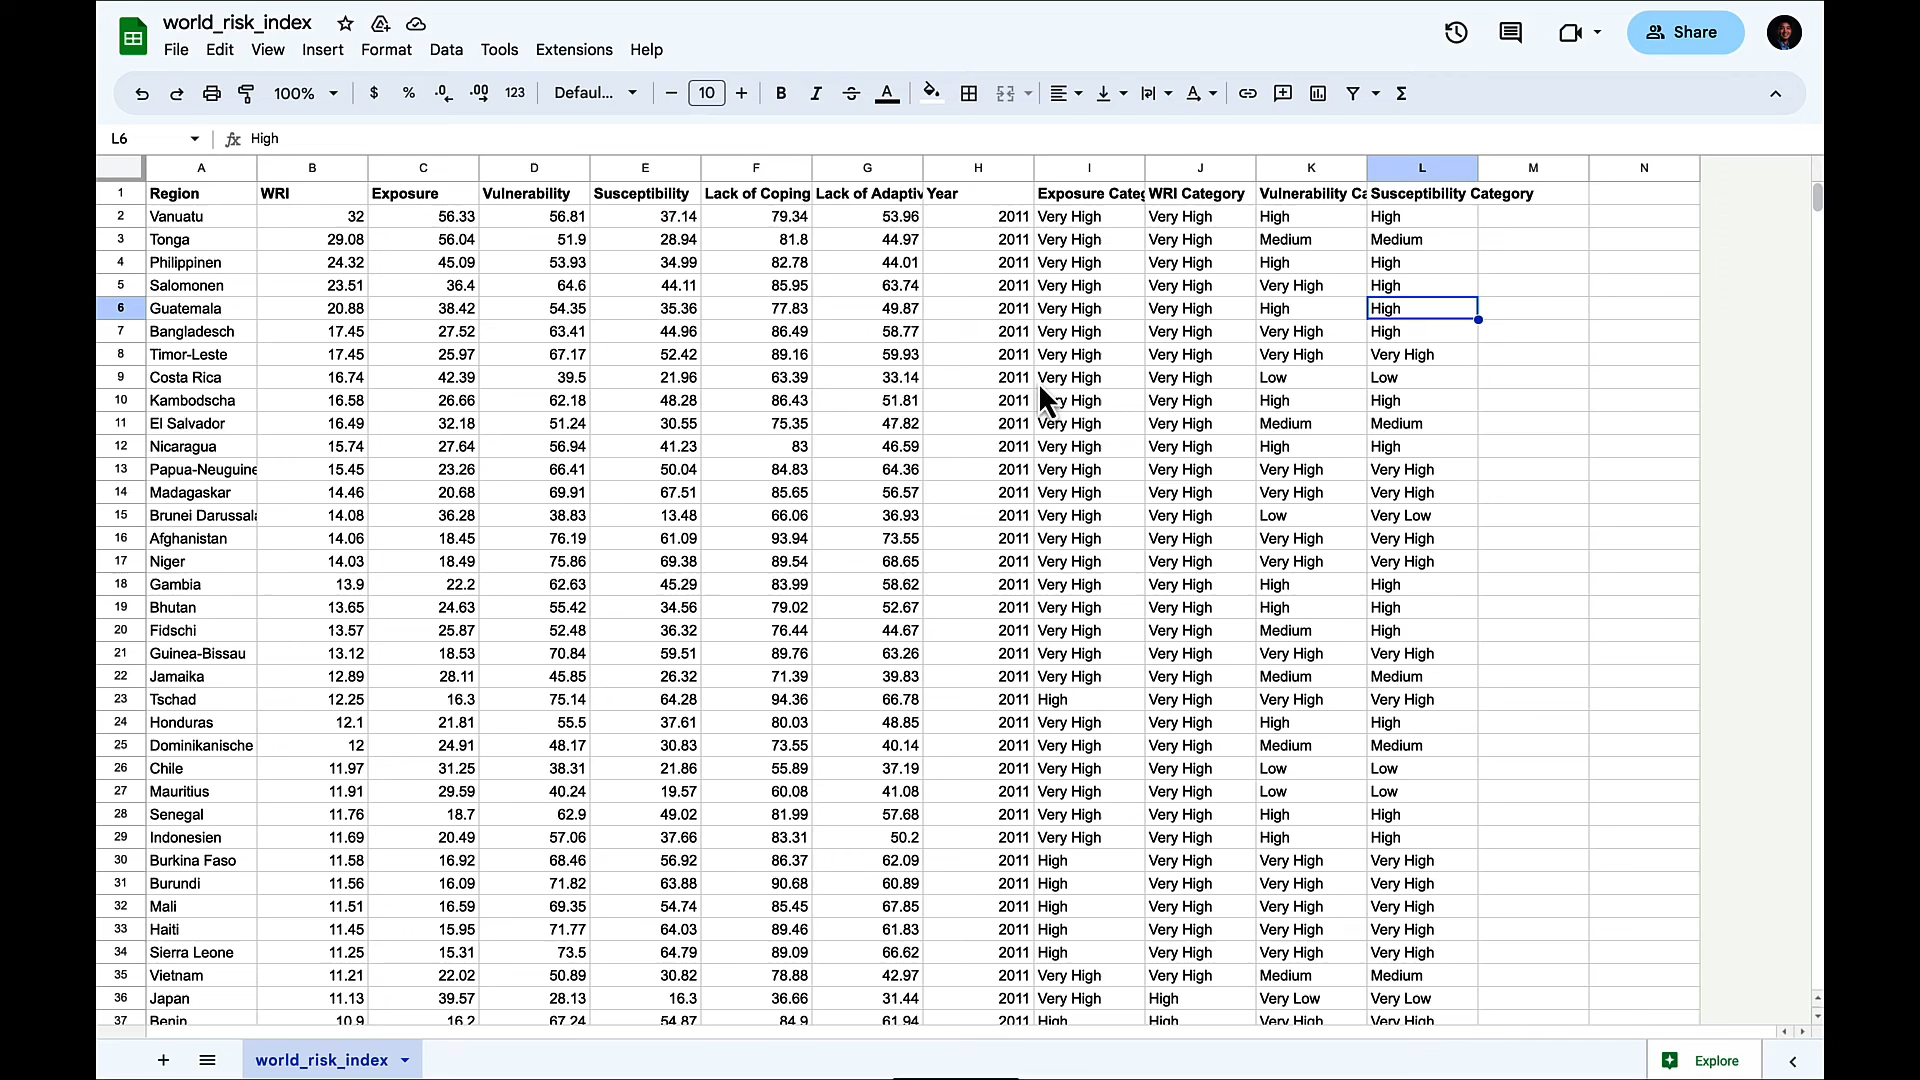 world_risk_index
File Edit View Insert Format Data Tools Extensions Help
Share
100% $ % .0 .00 123 Defaul... 10 B I A
L6 fx High
A B C D E F G H I J K L M N
1 Region WRI Exposure Vulnerability Susceptibility Lack of Coping Lack of Adaptiv Year Exposure Categ WRI Category Vulnerability Ca Susceptibility Category
2 Vanuatu 32 56.33 56.81 37.14 79.34 53.96 2011 Very High Very High High High
3 Tonga 29.08 56.04 51.9 28.94 81.8 44.97 2011 Very High Very High Medium Medium
4 Philippinen 24.32 45.09 53.93 34.99 82.78 44.01 2011 Very High Very High High High
5 Salomonen 23.51 36.4 64.6 44.11 85.95 63.74 2011 Very High Very High Very High High
6 Guatemala 20.88 38.42 54.35 35.36 77.83 49.87 2011 Very High Very High High High
7 Bangladesch 17.45 27.52 63.41 44.96 86.49 58.77 2011 Very High Very High Very High High
8 Timor-Leste 17.45 25.97 67.17 52.42 89.16 59.93 2011 Very High Very High Very High Very High
9 Costa Rica 16.74 42.39 39.5 21.96 63.39 33.14 2011 Very High Very High Low Low
10 Kambodscha 16.58 26.66 62.18 48.28 86.43 51.81 2011 Very High Very High High High
11 El Salvador 16.49 32.18 51.24 30.55 75.35 47.82 2011 Very High Very High Medium Medium
12 Nicaragua 15.74 27.64 56.94 41.23 83 46.59 2011 Very High Very High High High
13 Papua-Neuguine 15.45 23.26 66.41 50.04 84.83 64.36 2011 Very High Very High Very High Very High
14 Madagaskar 14.46 20.68 69.91 67.51 85.65 56.57 2011 Very High Very High Very High Very High
15 Brunei Darussala 14.08 36.28 38.83 13.48 66.06 36.93 2011 Very High Very High Low Very Low
16 Afghanistan 14.06 18.45 76.19 61.09 93.94 73.55 2011 Very High Very High Very High Very High
17 Niger 14.03 18.49 75.86 69.38 89.54 68.65 2011 Very High Very High Very High Very High
18 Gambia 13.9 22.2 62.63 45.29 83.99 58.62 2011 Very High Very High High High
19 Bhutan 13.65 24.63 55.42 34.56 79.02 52.67 2011 Very High Very High High High
20 Fidschi 13.57 25.87 52.48 36.32 76.44 44.67 2011 Very High Very High Medium High
21 Guinea-Bissau 13.12 18.53 70.84 59.51 89.76 63.26 2011 Very High Very High Very High Very High
22 Jamaika 12.89 28.11 45.85 26.32 71.39 39.83 2011 Very High Very High Medium Medium
23 Tschad 12.25 16.3 75.14 64.28 94.36 66.78 2011 High Very High Very High Very High
24 Honduras 12.1 21.81 55.5 37.61 80.03 48.85 2011 Very High Very High High High
25 Dominikanische 12 24.91 48.17 30.83 73.55 40.14 2011 Very High Very High Medium Medium
26 Chile 11.97 31.25 38.31 21.86 55.89 37.19 2011 Very High Very High Low Low
27 Mauritius 11.91 29.59 40.24 19.57 60.08 41.08 2011 Very High Very High Low Low
28 Senegal 11.76 18.7 62.9 49.02 81.99 57.68 2011 Very High Very High High High
29 Indonesien 11.69 20.49 57.06 37.66 83.31 50.2 2011 Very High Very High High High
30 Burkina Faso 11.58 16.92 68.46 56.92 86.37 62.09 2011 High Very High Very High Very High
31 Burundi 11.56 16.09 71.82 63.88 90.68 60.89 2011 High Very High Very High Very High
32 Mali 11.51 16.59 69.35 54.74 85.45 67.85 2011 High Very High Very High Very High
33 Haiti 11.45 15.95 71.77 64.03 89.46 61.83 2011 High Very High Very High Very High
34 Sierra Leone 11.25 15.31 73.5 64.79 89.09 66.62 2011 High Very High Very High Very High
35 Vietnam 11.21 22.02 50.89 30.82 78.88 42.97 2011 Very High Very High Medium Medium
36 Japan 11.13 39.57 28.13 16.3 36.66 31.44 2011 Very High High Very Low Very Low
37 Benin 10.9 16.2 67.24 54.87 84.9 61.94 2011 High High Very High Very High
world_risk_index
Explore